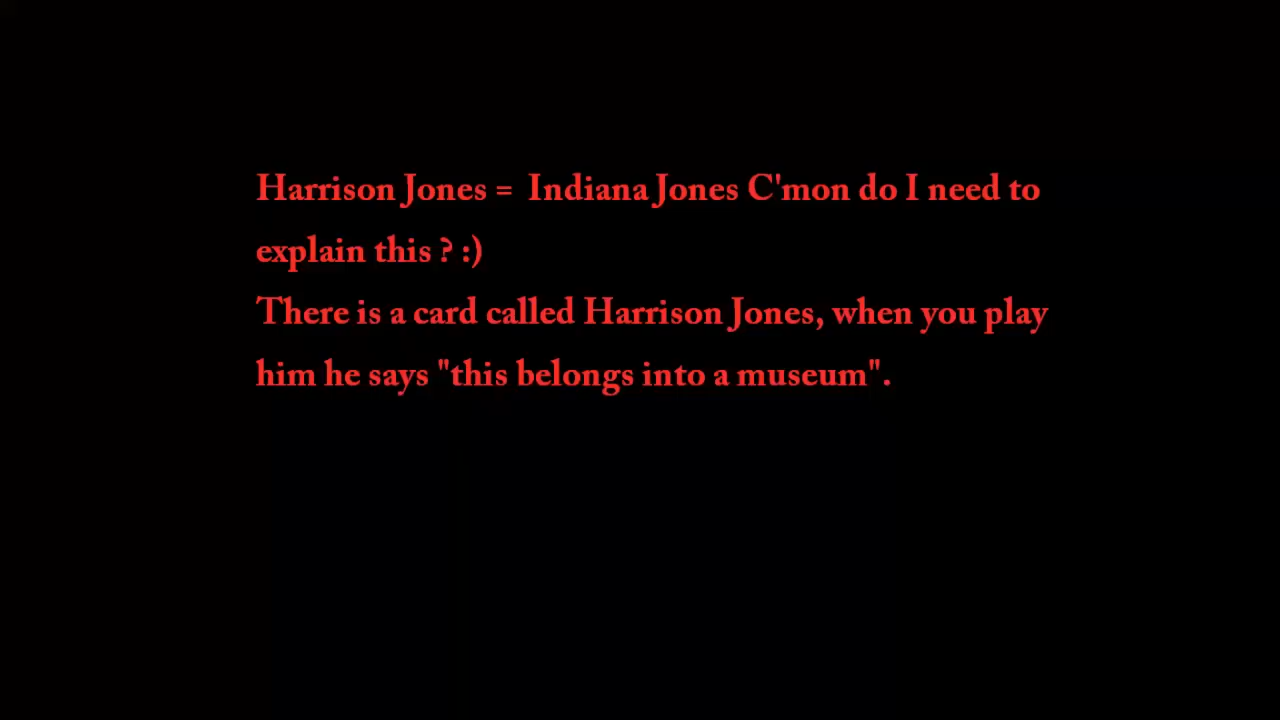 Harrison Jones =  Indiana Jones C'mon do I need to
explain this ? :)
There is a card called Harrison Jones, when you play
him he says "this belongs into a museum".